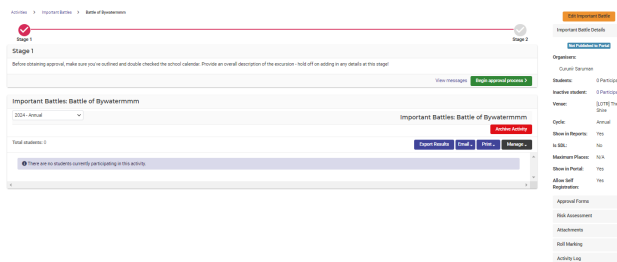 Activities > Important Battles > Battle of Bywatermmm
Edit Important Battle
Stage 1
Stage 2
Stage 1
Before obtaining approval, make sure you've outlined and double checked the school calendar. Provide an overall description of the excursion - hold off on adding in any details at this stage!
View messages
Begin approval process >
Important Battles: Battle of Bywatermmm
2024 - Annual
Important Battles: Battle of Bywatermmm
Archive Activity
Total students: 0
Export Results
Email
Print
Manage
There are no students currently participating in this activity.
Important Battle Details
Not Published in Portal
Organisers:
Curunir Saruman
Students: 0 Participa
Inactive student: 0 Participa
Venue: [LOTR] The
Shire
Cycle: Annual
Show in Reports: Yes
Is SBL: No
Maximum Places: N/A
Show in Portal: Yes
Allow Self Yes
Registration:
Approval Forms
Risk Assessment
Attachments
Roll Marking
Activity Log